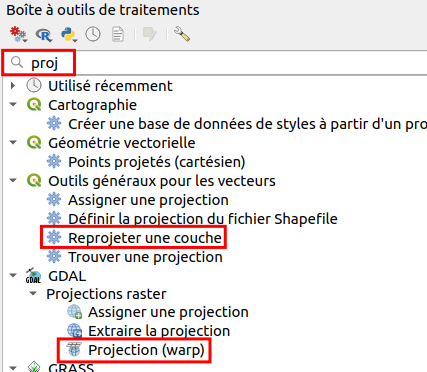 Boîte à outils de traitements
proj
Utilisé récemment
Cartographie
Créer une base de données de styles à partir d'un pro
Géométrie vectorielle
Points projetés (cartésien)
Outils généraux pour les vecteurs
Assigner une projection
Définir la projection du fichier Shapefile
Reprojeter une couche
Trouver une projection
GDAL
Projections raster
Assigner une projection
Extraire la projection
Projection (warp)
GRASS